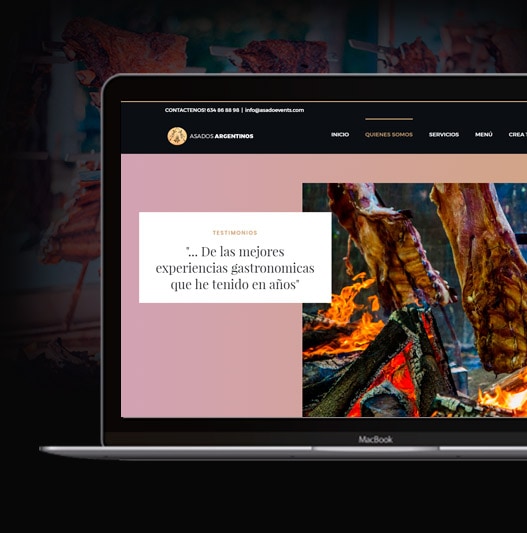 CONTACTENOS! 634 86 88 98 | info@asadoevents.com
ASADOS ARGENTINOS
INICIO QUIENES SOMOS SERVICIOS MENÚ CREA
TESTIMONIOS
"... De las mejores
experiencias gastronomicas
que he tenido en años"
MacBook